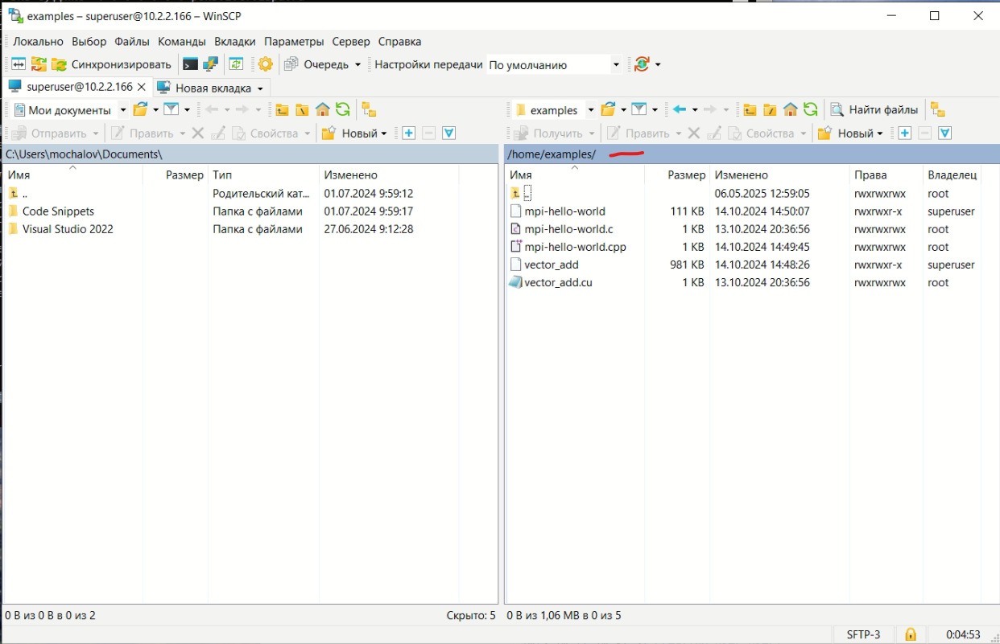 examples – superuser@10.2.2.166 – WinSCP
Локально Выбор Файлы Команды Вкладки Параметры Сервер Справка
Синхронизировать Очередь Настройки передачи По умолчанию
superuser@10.2.2.166 Новая вкладка
Мои документы
Отправить Править Свойства Новый
C:\Users\mochalov\Documents\
Имя Размер Тип Изменено
.. Родительский кат... 01.07.2024 9:59:12
Code Snippets Папка с файлами 01.07.2024 9:59:17
Visual Studio 2022 Папка с файлами 27.06.2024 9:12:28
0 B из 0 B в 0 из 2 Скрыто: 5
examples Найти файлы
Получить Править Свойства Новый
/home/examples/
Имя Размер Изменено Права Владелец
.. 06.05.2025 12:59:05 rwxrwxrwx root
mpi-hello-world 111 KB 14.10.2024 14:50:07 rwxrwxr-x superuser
mpi-hello-world.c 1 KB 13.10.2024 20:36:56 rwxrwxrwx root
mpi-hello-world.cpp 1 KB 14.10.2024 14:49:45 rwxrwxrwx root
vector_add 981 KB 14.10.2024 14:48:26 rwxrwxr-x superuser
vector_add.cu 1 KB 13.10.2024 20:36:56 rwxrwxrwx root
0 B из 1,06 MB в 0 из 5
SFTP-3 0:04:53